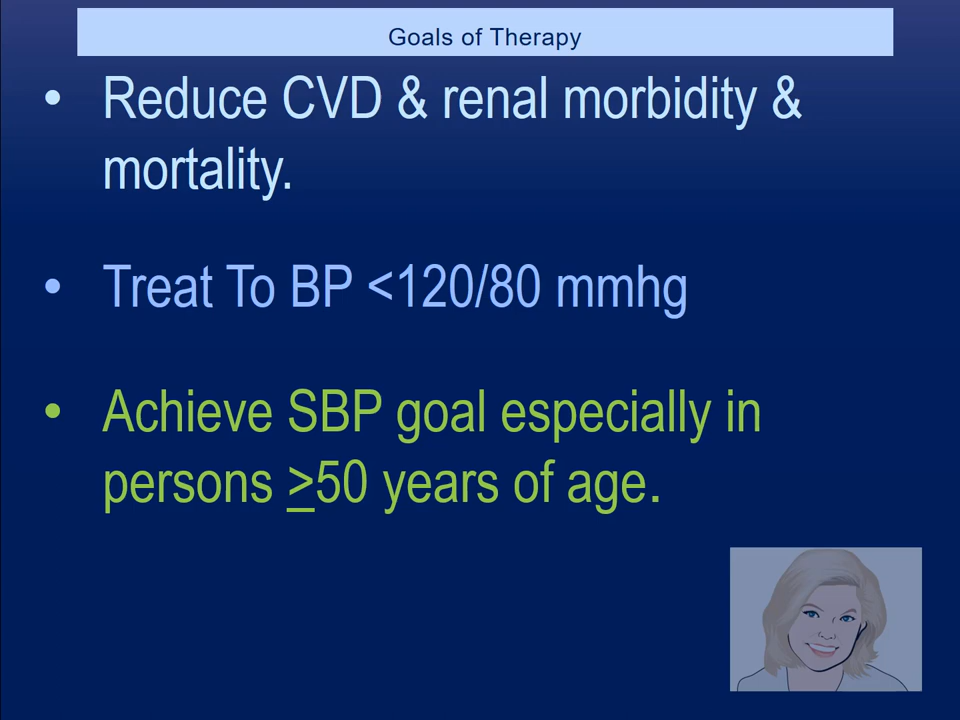 Goals of Therapy
• Reduce CVD & renal morbidity &
mortality.
• Treat To BP <120/80 mmhg
• Achieve SBP goal especially in
persons ≥50 years of age.